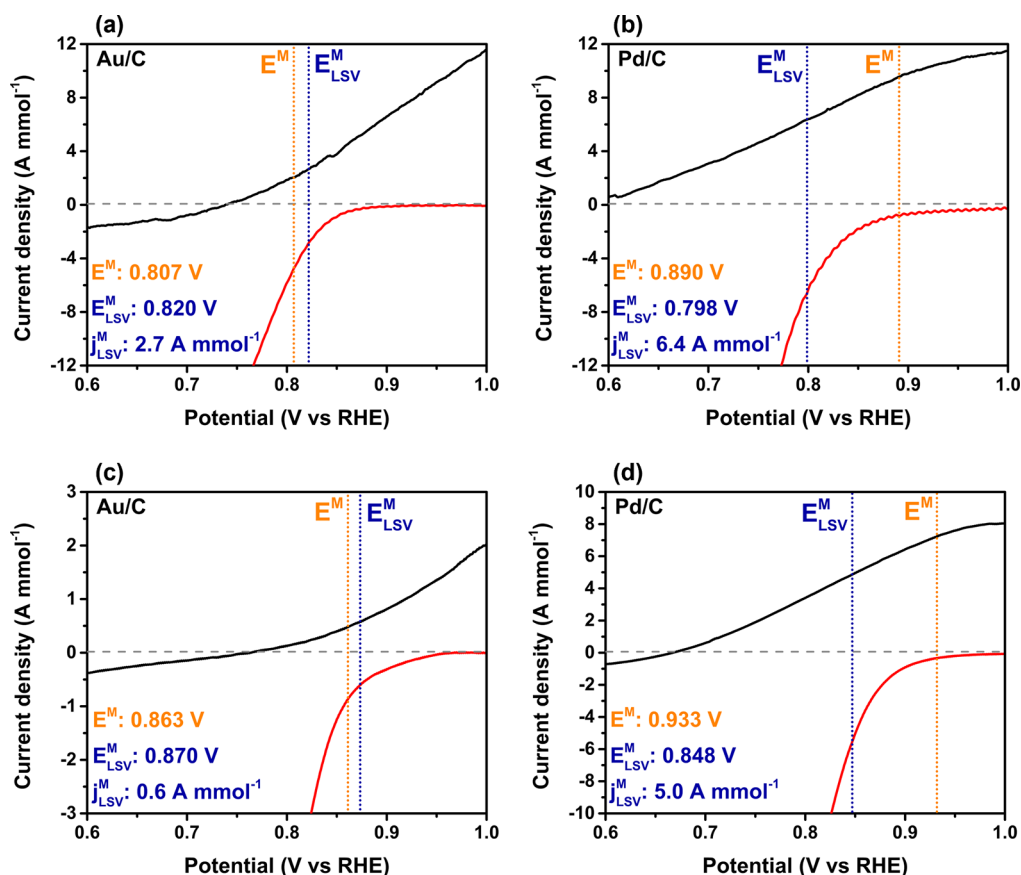 (a)
Au/C
E^M
E^M_LSV
12
8
4
0
-4
-8
-12
Current density (A mmol⁻¹)
E^M: 0.807 V
E^M_LSV: 0.820 V
j^M_LSV: 2.7 A mmol⁻¹
0.6 0.7 0.8 0.9 1.0
Potential (V vs RHE)
(b)
Pd/C
E^M_LSV
E^M
12
8
4
0
-4
-8
-12
Current density (A mmol⁻¹)
E^M: 0.890 V
E^M_LSV: 0.798 V
j^M_LSV: 6.4 A mmol⁻¹
0.6 0.7 0.8 0.9 1.0
Potential (V vs RHE)
(c)
Au/C
E^M
E^M_LSV
3
2
1
0
-1
-2
-3
Current density (A mmol⁻¹)
E^M: 0.863 V
E^M_LSV: 0.870 V
j^M_LSV: 0.6 A mmol⁻¹
0.6 0.7 0.8 0.9 1.0
Potential (V vs RHE)
(d)
Pd/C
E^M_LSV
E^M
10
8
6
4
2
0
-2
-4
-6
-8
-10
Current density (A mmol⁻¹)
E^M: 0.933 V
E^M_LSV: 0.848 V
j^M_LSV: 5.0 A mmol⁻¹
0.6 0.7 0.8 0.9 1.0
Potential (V vs RHE)